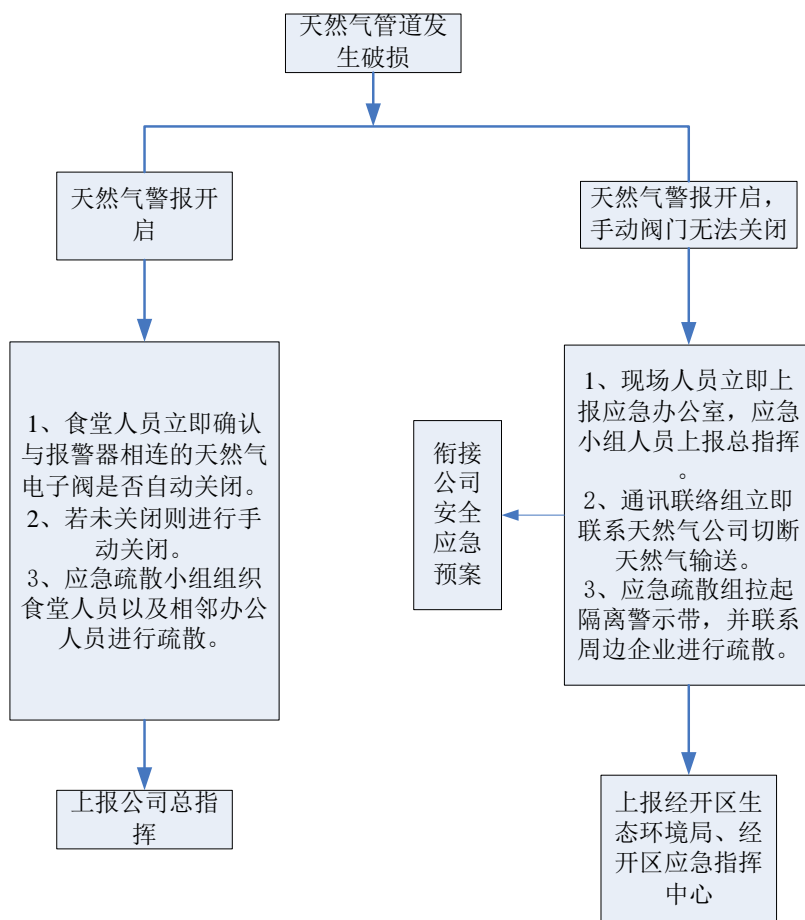 天然气管道发
生破损
天然气警报开
启
天然气警报开启，
手动阀门无法关闭
1、食堂人员立即确认
与报警器相连的天然气
电子阀是否自动关闭。
2、若未关闭则进行手
动关闭。
3、应急疏散小组组织
食堂人员以及相邻办公
人员进行疏散。
衔接
公司
安全
应急
预案
1、现场人员立即上
报应急办公室，应急
小组人员上报总指挥
。
2、通讯联络组立即
联系天然气公司切断
天然气输送。
3、应急疏散组拉起
隔离警示带，并联系
周边企业进行疏散。
上报公司总指
挥
上报经开区生
态环境局、经
开区应急指挥
中心